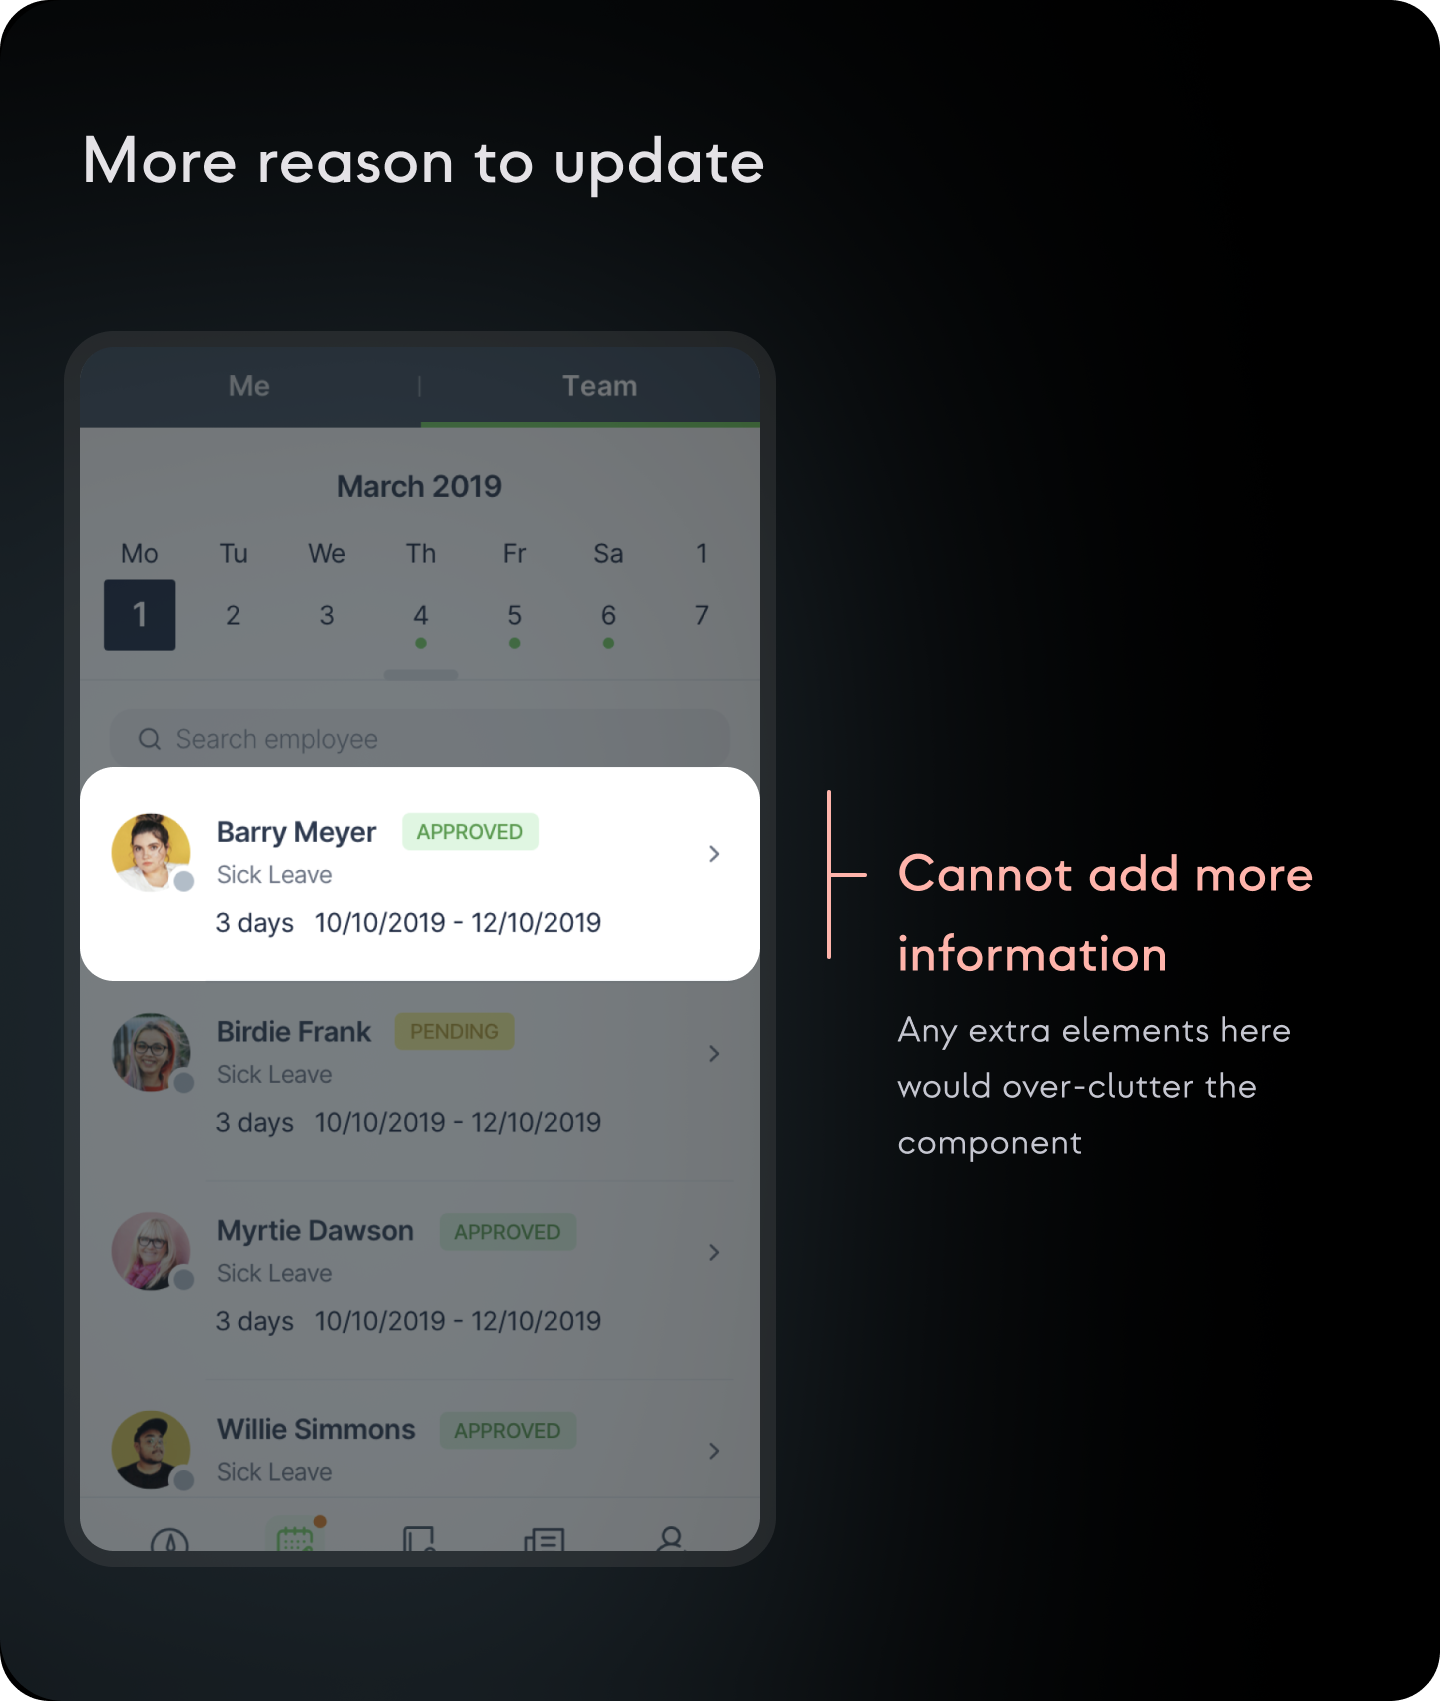 More reason to update
Me | Team
March 2019
Mo Tu We Th Fr Sa 1
1 2 3 4 5 6 7
Search employee
Barry Meyer APPROVED
Sick Leave
3 days 10/10/2019 - 12/10/2019
Cannot add more
information
Any extra elements here
would over-clutter the
component
Birdie Frank PENDING
Sick Leave
3 days 10/10/2019 - 12/10/2019
Myrtie Dawson APPROVED
Sick Leave
3 days 10/10/2019 - 12/10/2019
Willie Simmons APPROVED
Sick Leave